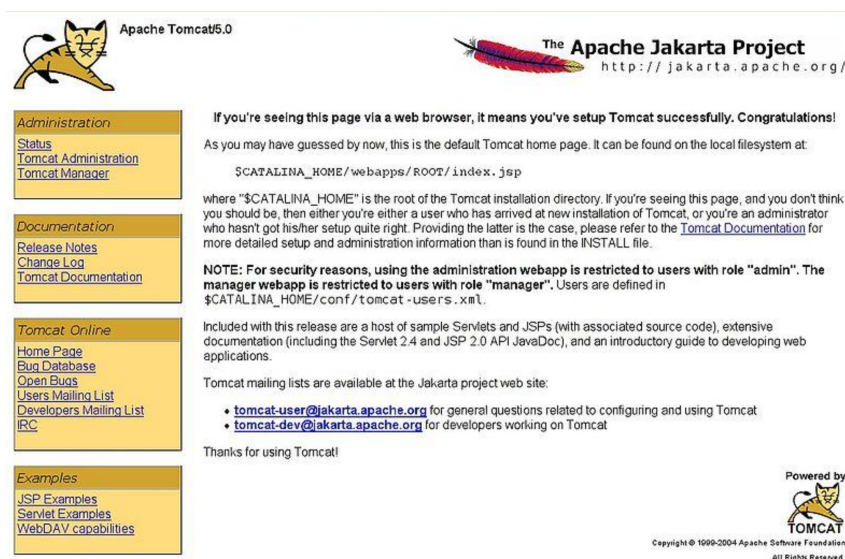 Apache Tomcat/5.0
The Apache Jakarta Project
http://jakarta.apache.org/
Administration
Status
Tomcat Administration
Tomcat Manager
Documentation
Release Notes
Change Log
Tomcat Documentation
Tomcat Online
Home Page
Bug Database
Open Bugs
Users Mailing List
Developers Mailing List
IRC
Examples
JSP Examples
Servlet Examples
WebDAV capabilities
If you're seeing this page via a web browser, it means you've setup Tomcat successfully. Congratulations!
As you may have guessed by now, this is the default Tomcat home page. It can be found on the local filesystem at:
$CATALINA_HOME/webapps/ROOT/index.jsp
where "$CATALINA_HOME" is the root of the Tomcat installation directory. If you're seeing this page, and you don't think
you should be, then either you're either a user who has arrived at new installation of Tomcat, or you're an administrator
who hasn't got his/her setup quite right. Providing the latter is the case, please refer to the Tomcat Documentation for
more detailed setup and administration information than is found in the INSTALL file.
NOTE: For security reasons, using the administration webapp is restricted to users with role "admin". The
manager webapp is restricted to users with role "manager". Users are defined in
$CATALINA_HOME/conf/tomcat-users.xml.
Included with this release are a host of sample Servlets and JSPs (with associated source code), extensive
documentation (including the Servlet 2.4 and JSP 2.0 API JavaDoc), and an introductory guide to developing web
applications.
Tomcat mailing lists are available at the Jakarta project web site:
• tomcat-user@jakarta.apache.org for general questions related to configuring and using Tomcat
• tomcat-dev@jakarta.apache.org for developers working on Tomcat
Thanks for using Tomcat!
Powered by
TOMCAT
Copyright © 1999-2004 Apache Software Foundation
All Rights Reserved